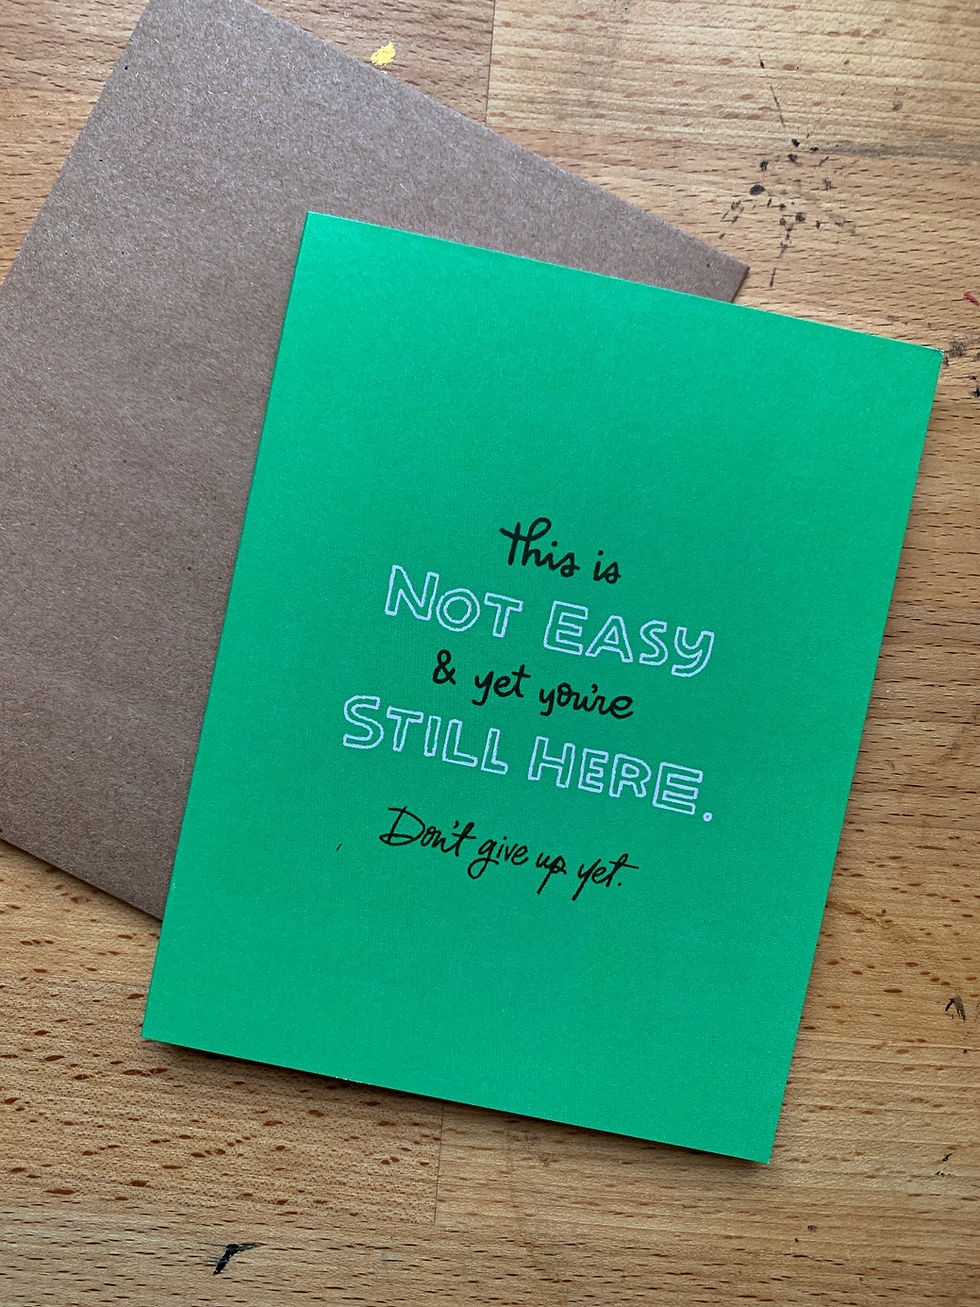 this is
NOT EASY
& yet you're
STILL HERE.
Don't give up yet.